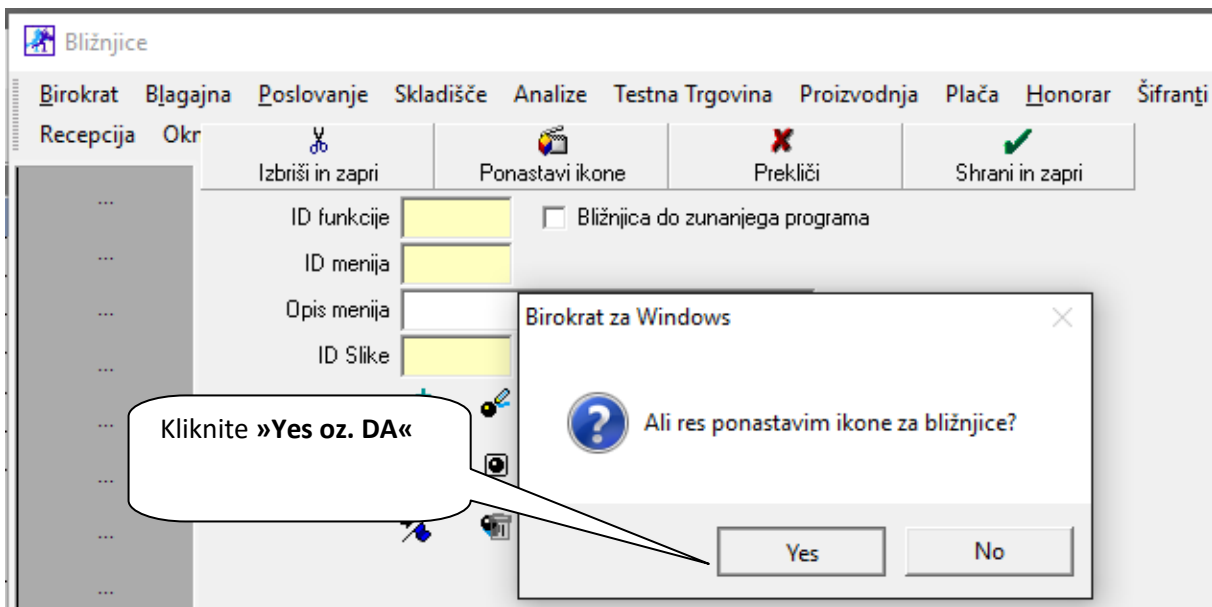 Bližnjice
Birokrat Blagajna Poslovanje Skladišče Analize Testna Trgovina Proizvodnja Plača Honorar Šifranti
Recepcija
Izbriši in zapri Ponastavi ikone Prekliči Shrani in zapri
ID funkcije Bližnjica do zunanjega programa
ID menija
Opis menija
ID Slike
Birokrat za Windows
Ali res ponastavim ikone za bližnjice?
Yes No
Kliknite »Yes oz. DA«
...
...
...
...
...
...
...
...